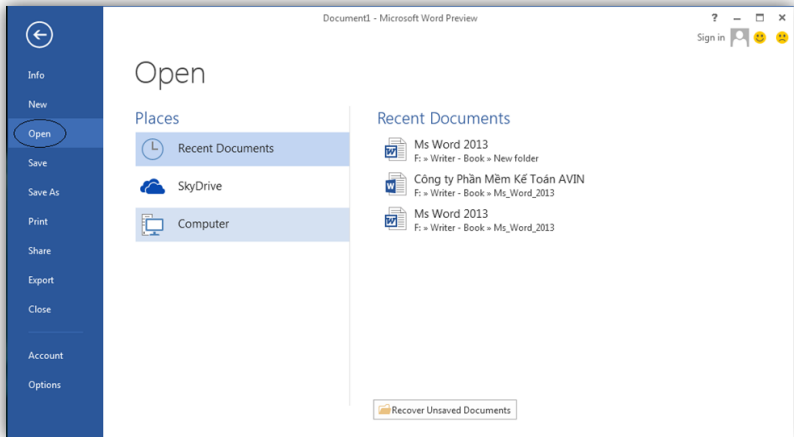 Document1 - Microsoft Word Preview
?
Sign in
Info
New
Open
Save
Save As
Print
Share
Export
Close
Account
Options
Open
Places
Recent Documents
SkyDrive
Computer
Recent Documents
Ms Word 2013
F: » Writer - Book » New folder
Công ty Phần Mềm Kế Toán AVIN
F: » Writer - Book » Ms_Word_2013
Ms Word 2013
F: » Writer - Book » Ms_Word_2013
Recover Unsaved Documents